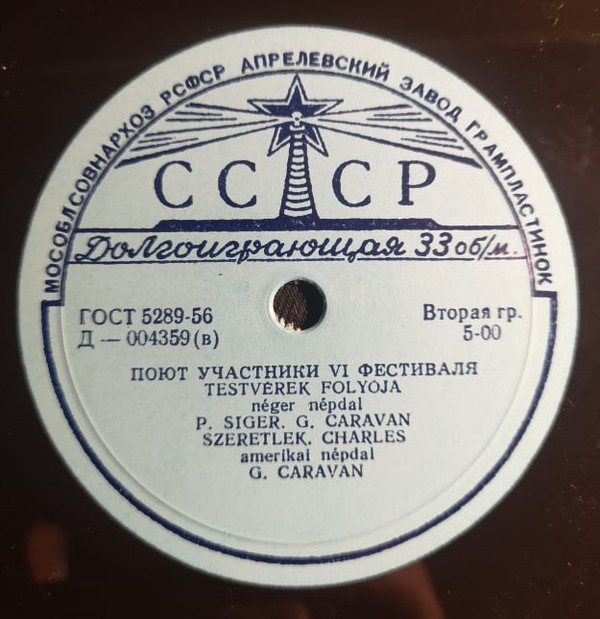 МОСОБЛСОВНАРХОЗ РСФСР АПРЕЛЕВСКИЙ ЗАВОД ГРАМПЛАСТИНОК
СССР
Долгоиграющая 33 об/м.
ГОСТ 5289-56
Д — 004359 (в)
Вторая гр.
5-00
ПОЮТ УЧАСТНИКИ VI ФЕСТИВАЛЯ
TESTVÉREK FOLYÓJA
néger népdal
P. SIGER. G. CARAVAN
SZERETLEK, CHARLES
amerikai népdal
G. CARAVAN